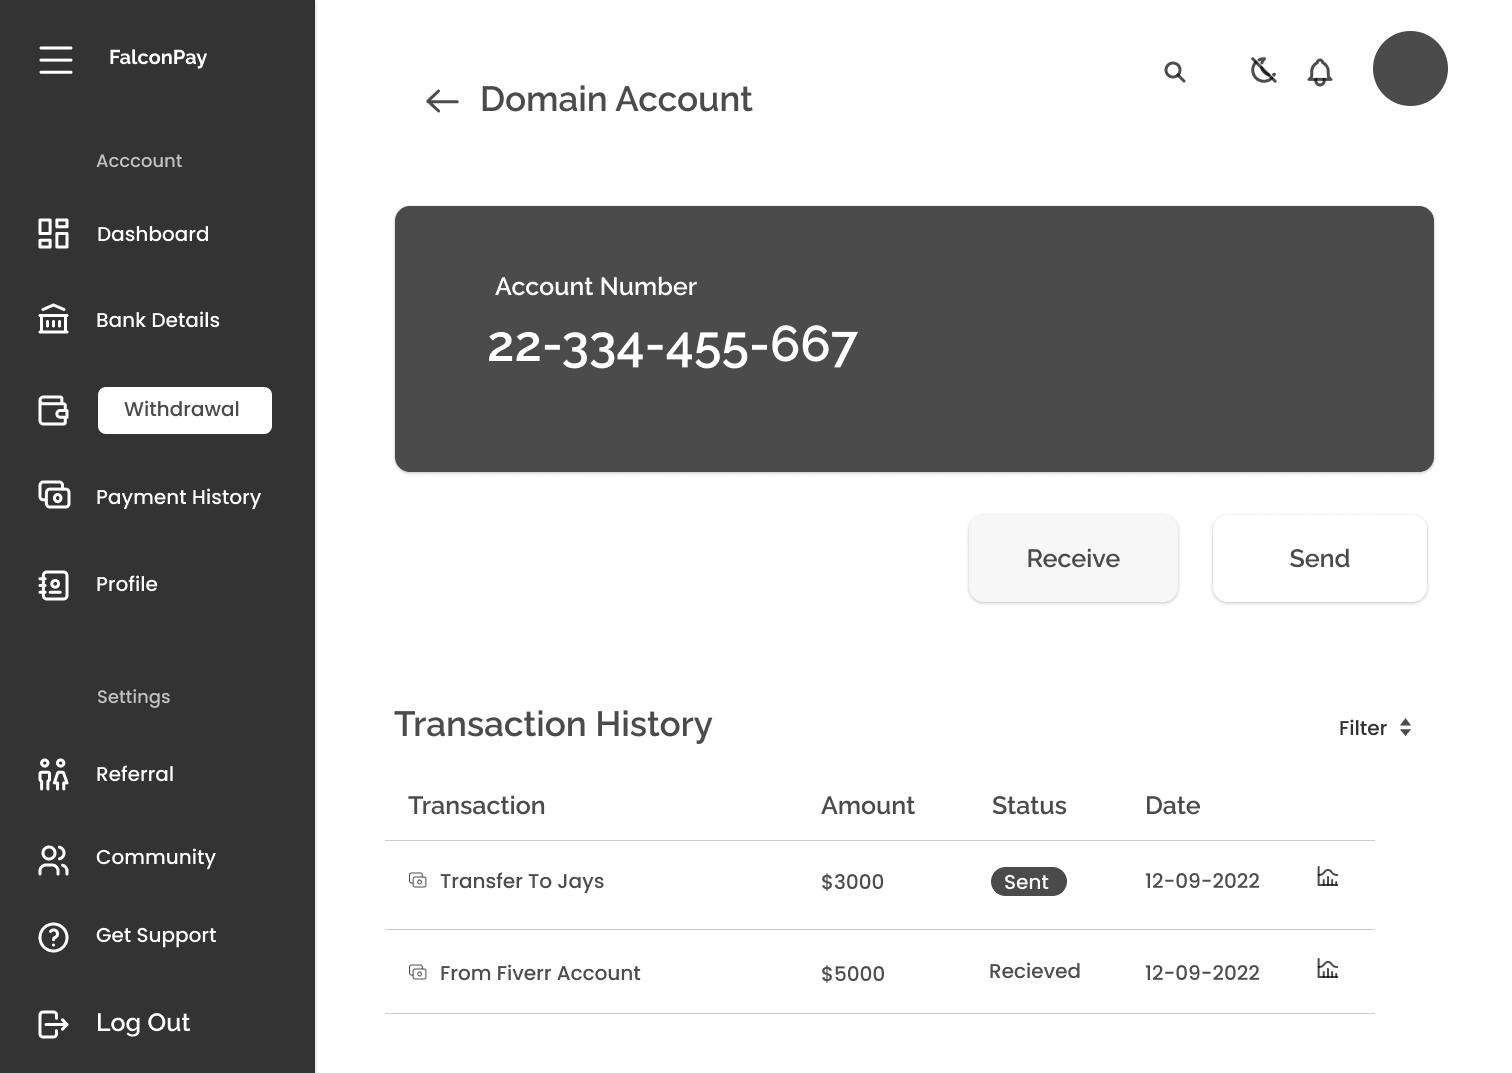 FalconPay
Acccount
Dashboard
Bank Details
Withdrawal
Payment History
Profile
Settings
Referral
Community
Get Support
Log Out
Domain Account
Account Number
22-334-455-667
Receive
Send
Transaction History
Filter
Transaction Amount Status Date
Transfer To Jays $3000 Sent 12-09-2022
From Fiverr Account $5000 Recieved 12-09-2022